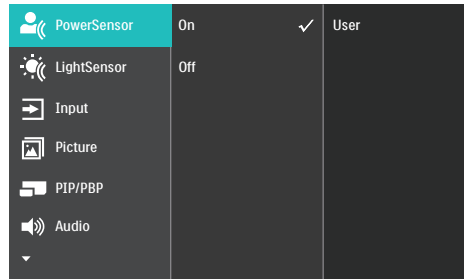 PowerSensor
LightSensor
Input
Picture
PIP/PBP
Audio
On
Off
User